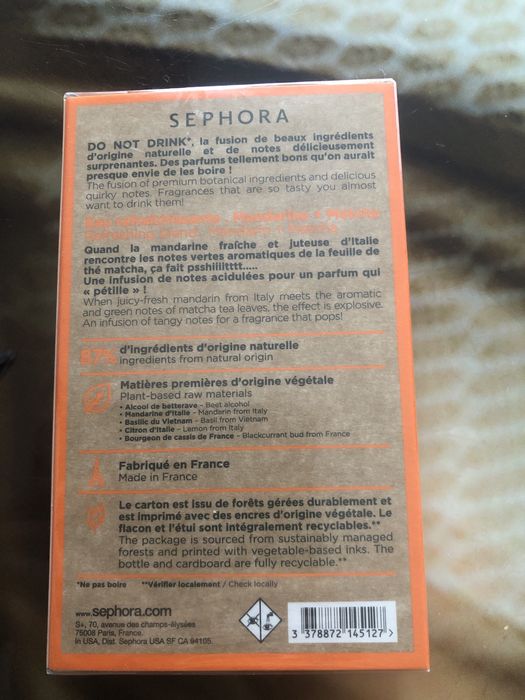 SEPHORA
DO NOT DRINK*, la fusion de beaux ingrédients
d'origine naturelle et de notes délicieusement
surprenantes. Des parfums tellement bons qu'on aurait
presque envie de les boire !
The fusion of premium botanical ingredients and delicious
quirky notes. Fragrances that are so tasty you almost
want to drink them!
Eau rafraîchissante : Mandarine + Matcha
Mandarin + Matcha
Quand la mandarine fraîche et juteuse d'Italie
rencontre les notes vertes aromatiques de la feuille de
thé matcha, ça fait psshiiitttt.....
Une infusion de notes acidulées pour un parfum qui
« pétille » !
When juicy-fresh mandarin from Italy meets the aromatic
and green notes of matcha tea leaves, the effect is explosive.
An infusion of tangy notes for a fragrance that pops!
87% d'ingrédients d'origine naturelle
ingredients from natural origin
Matières premières d'origine végétale
Plant-based raw materials
• Alcool de betterave – Beet alcohol
• Mandarine d'Italie – Mandarin from Italy
• Basilic du Vietnam – Basil from Vietnam
• Citron d'Italie – Lemon from Italy
• Bourgeon de cassis de France – Blackcurrant bud from France
Fabriqué en France
Made in France
Le carton est issu de forêts gérées durablement et
est imprimé avec des encres d'origine végétale. Le
flacon et l'étui sont intégralement recyclables.**
The package is sourced from sustainably managed
forests and printed with vegetable-based inks. The
bottle and cardboard are fully recyclable.**
*Ne pas boire **Vérifier localement / Check locally
www.sephora.com
S+, 70, avenue des champs-élysées
75008 Paris, France.
In USA, Dist. Sephora USA SF CA 94105.
3 378872 145127 >